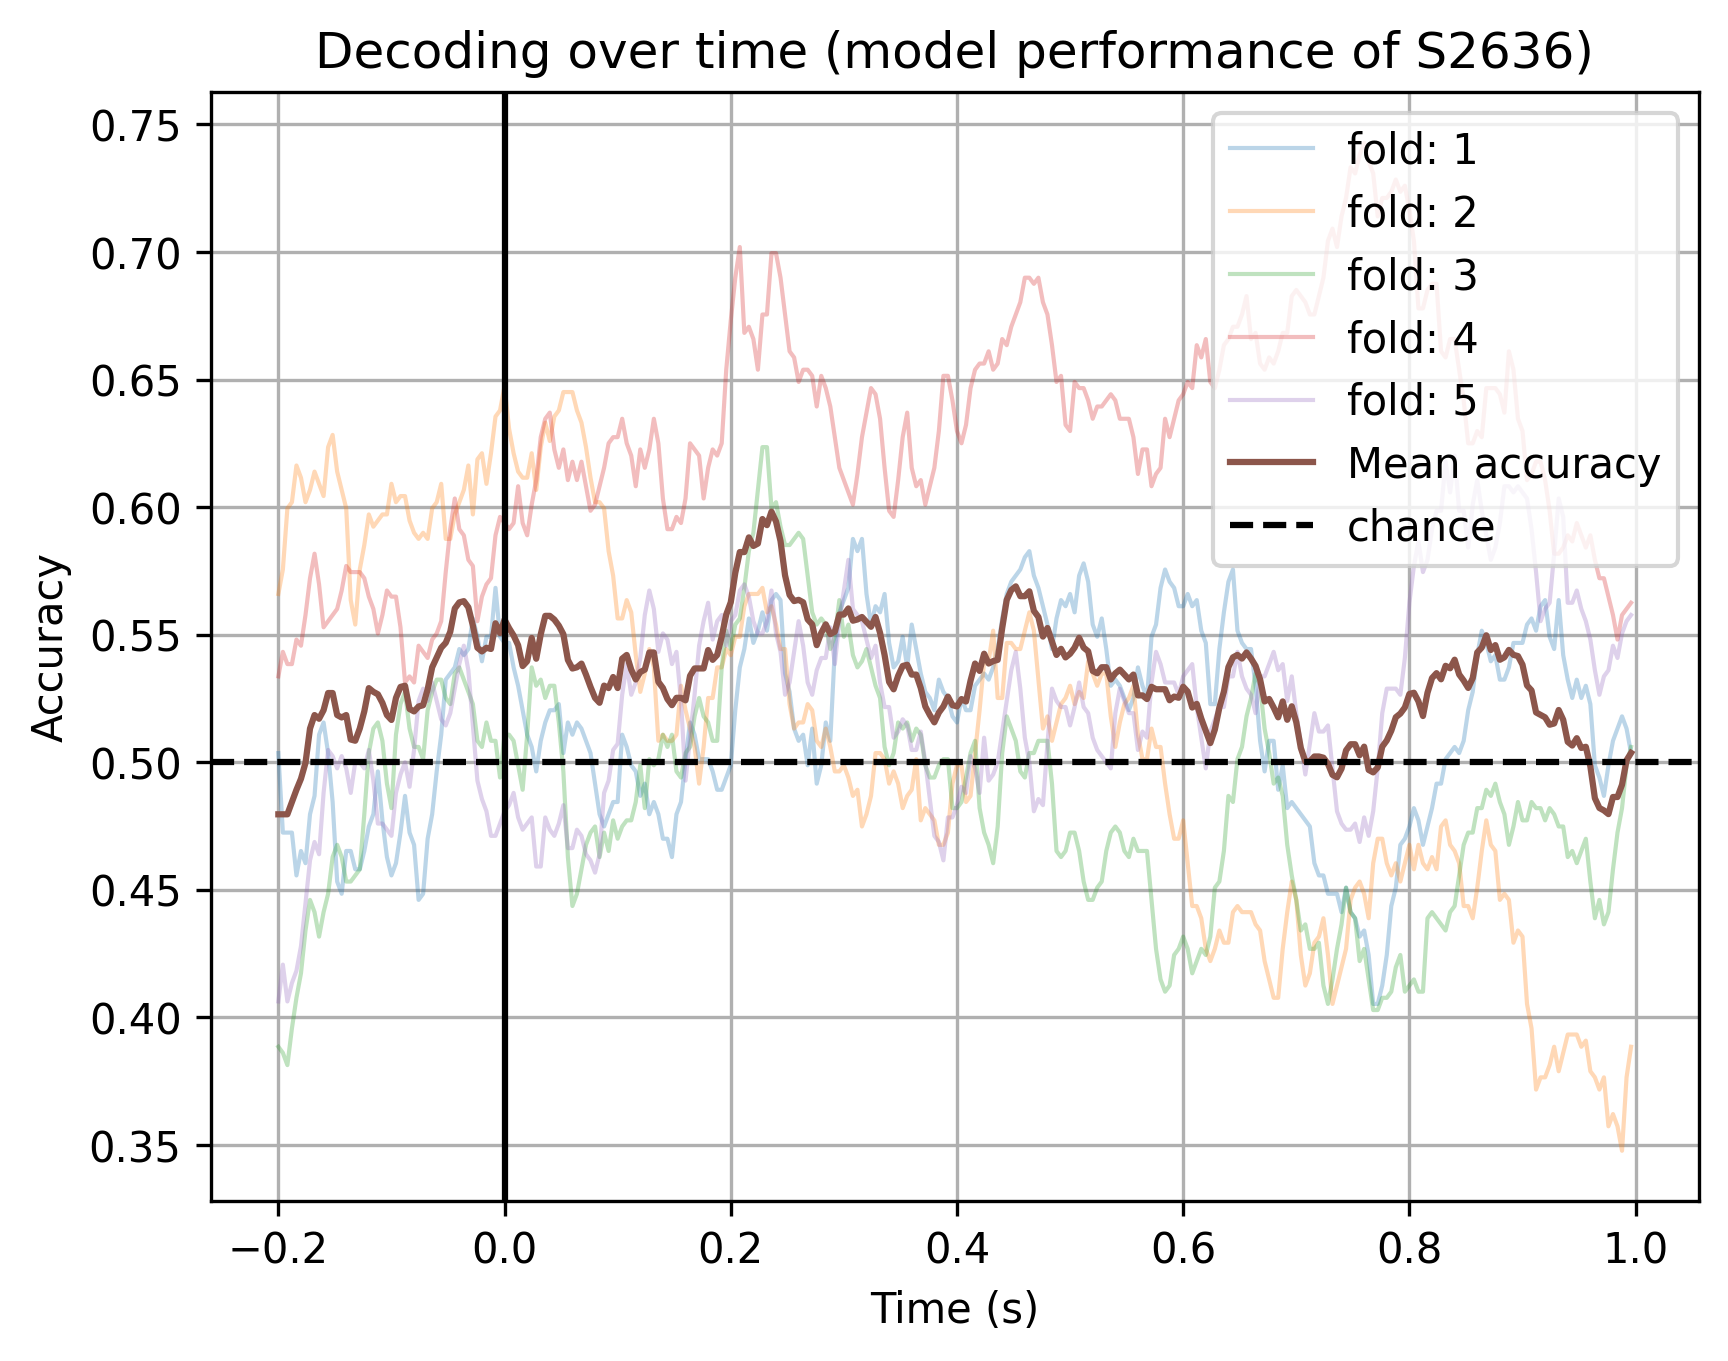 Decoding over time (model performance of S2636)
0.75
0.70
0.65
0.60
0.55
0.50
0.45
0.40
0.35
Accuracy
fold: 1
fold: 2
fold: 3
fold: 4
fold: 5
Mean accuracy
chance
−0.2 0.0 0.2 0.4 0.6 0.8 1.0
Time (s)